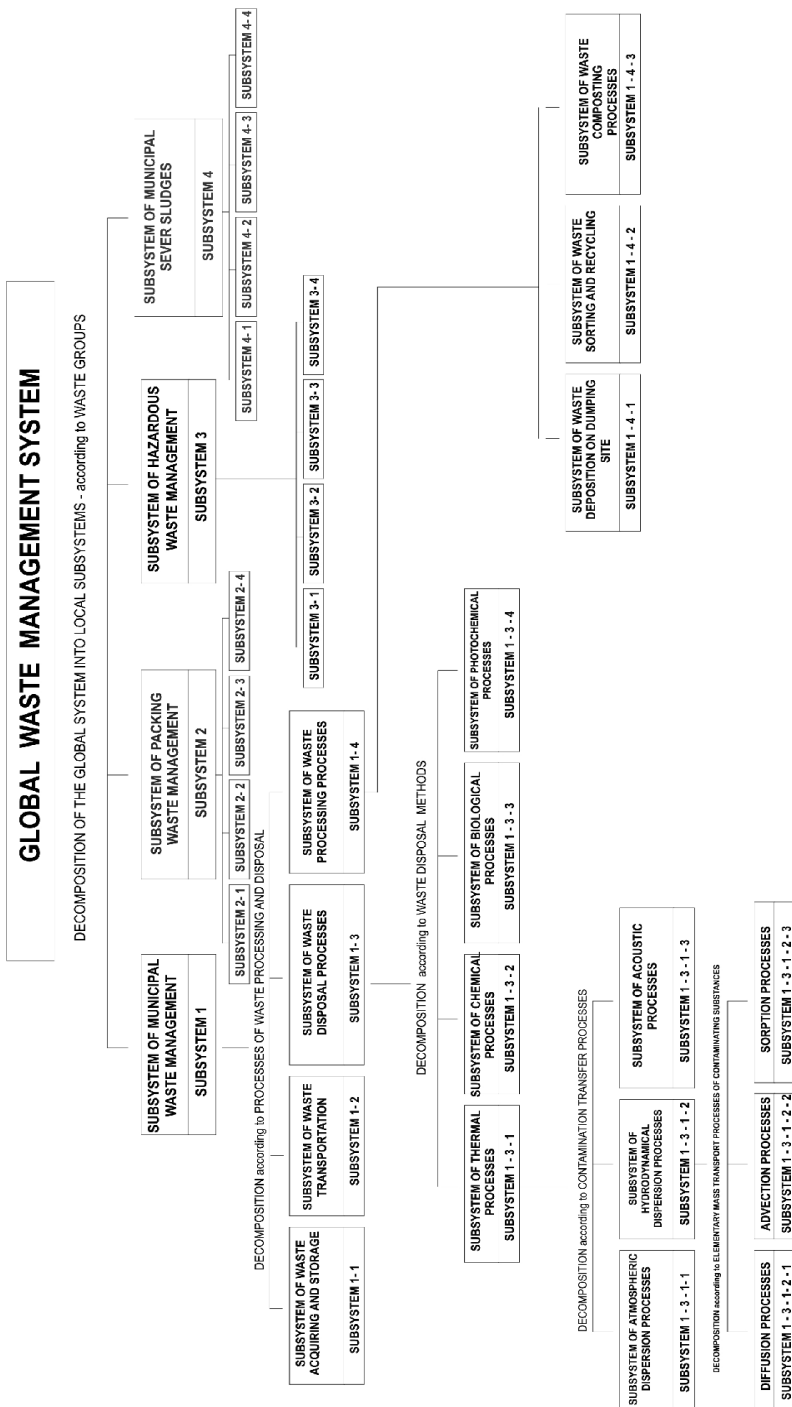 GLOBAL WASTE MANAGEMENT SYSTEM
DECOMPOSITION OF THE GLOBAL SYSTEM INTO LOCAL SUBSYSTEMS - according to WASTE GROUPS
SUBSYSTEM OF MUNICIPAL
WASTE MANAGEMENT
SUBSYSTEM 1
SUBSYSTEM OF PACKING
WASTE MANAGEMENT
SUBSYSTEM 2
SUBSYSTEM OF HAZARDOUS
WASTE MANAGEMENT
SUBSYSTEM 3
SUBSYSTEM OF MUNICIPAL
SEVER SLUDGES
SUBSYSTEM 4
SUBSYSTEM 2- 1
SUBSYSTEM 2- 2
SUBSYSTEM 2- 3
SUBSYSTEM 2- 4
SUBSYSTEM 4- 1
SUBSYSTEM 4- 2
SUBSYSTEM 4- 3
SUBSYSTEM 4- 4
DECOMPOSITION according to PROCESSES OF WASTE PROCESSING AND DISPOSAL
SUBSYSTEM 3- 1
SUBSYSTEM 3- 2
SUBSYSTEM 3- 3
SUBSYSTEM 3- 4
SUBSYSTEM OF WASTE
ACQUIRING AND STORAGE
SUBSYSTEM 1- 1
SUBSYSTEM OF WASTE
TRANSPORTATION
SUBSYSTEM 1- 2
SUBSYSTEM OF WASTE
DISPOSAL PROCESSES
SUBSYSTEM 1- 3
SUBSYSTEM OF WASTE
PROCESSING PROCESSES
SUBSYSTEM 1- 4
DECOMPOSITION according to WASTE DISPOSAL METHODS
SUBSYSTEM OF THERMAL
PROCESSES
SUBSYSTEM 1 - 3 - 1
SUBSYSTEM OF CHEMICAL
PROCESSES
SUBSYSTEM 1 - 3 - 2
SUBSYSTEM OF BIOLOGICAL
PROCESSES
SUBSYSTEM 1 - 3 - 3
SUBSYSTEM OF PHOTOCHEMICAL
PROCESSES
SUBSYSTEM 1 - 3 - 4
SUBSYSTEM OF WASTE
DEPOSITION ON DUMPING
SITE
SUBSYSTEM 1 - 4 - 1
SUBSYSTEM OF WASTE
SORTING AND RECYCLING
SUBSYSTEM 1 - 4 - 2
SUBSYSTEM OF WASTE
COMPOSTING
PROCESSES
SUBSYSTEM 1 - 4 - 3
DECOMPOSITION according to CONTAMINATION TRANSFER PROCESSES
SUBSYSTEM OF ATMOSPHERIC
DISPERSION PROCESSES
SUBSYSTEM 1 - 3 - 1- 1
SUBSYSTEM OF
HYDRODYNAMICAL
DISPERSION PROCESSES
SUBSYSTEM 1 - 3 - 1 - 2
SUBSYSTEM OF ACOUSTIC
PROCESSES
SUBSYSTEM 1 - 3 - 1 - 3
DECOMPOSITION according to ELEMENTARY MASS TRANSPORT PROCESSES OF CONTAMINATING SUBSTANCES
DIFFUSION PROCESSES
SUBSYSTEM 1 - 3 - 1- 2 - 1
ADVECTION PROCESSES
SUBSYSTEM 1 - 3 - 1 - 2 - 2
SORPTION PROCESSES
SUBSYSTEM 1 - 3 - 1 - 2 - 3